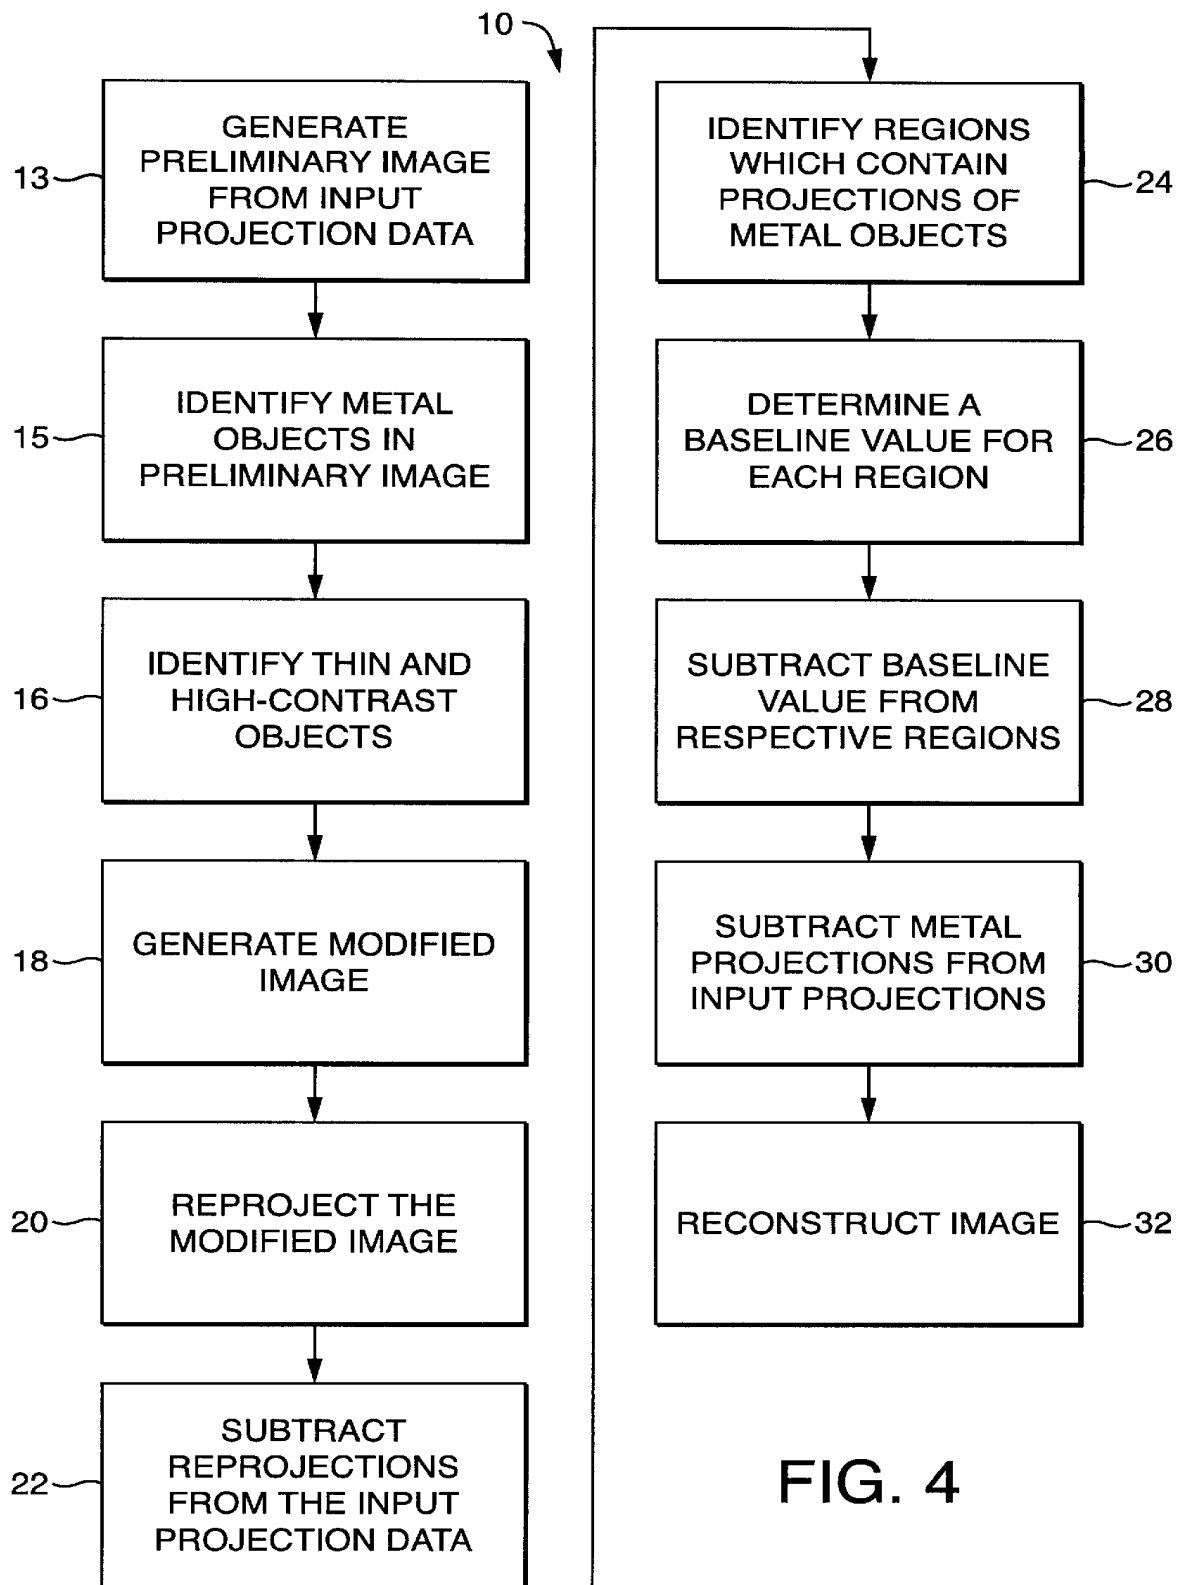 10
13
GENERATE
PRELIMINARY IMAGE
FROM INPUT
PROJECTION DATA
15
IDENTIFY METAL
OBJECTS IN
PRELIMINARY IMAGE
16
IDENTIFY THIN AND
HIGH-CONTRAST
OBJECTS
18
GENERATE MODIFIED
IMAGE
20
REPROJECT THE
MODIFIED IMAGE
22
SUBTRACT
REPROJECTIONS
FROM THE INPUT
PROJECTION DATA
IDENTIFY REGIONS
WHICH CONTAIN
PROJECTIONS OF
METAL OBJECTS
24
DETERMINE A
BASELINE VALUE FOR
EACH REGION
26
SUBTRACT BASELINE
VALUE FROM
RESPECTIVE REGIONS
28
SUBTRACT METAL
PROJECTIONS FROM
INPUT PROJECTIONS
30
RECONSTRUCT IMAGE
32
FIG. 4